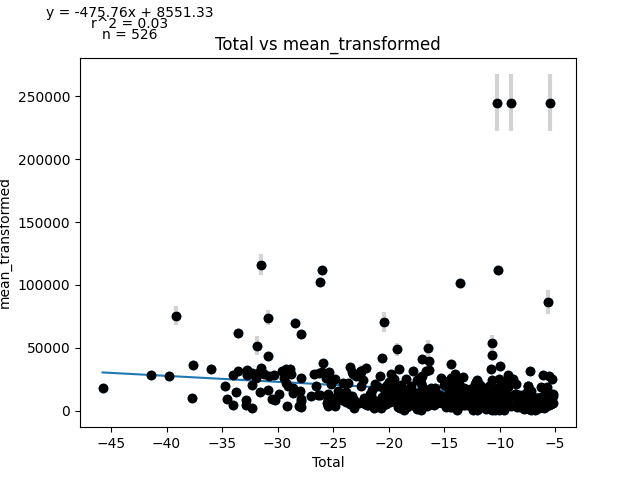 y = -475.76x + 8551.33
r^2 = 0.03
n = 526
Total vs mean_transformed
250000
200000
150000
100000
50000
0
mean_transformed
−45 −40 −35 −30 −25 −20 −15 −10 −5
Total